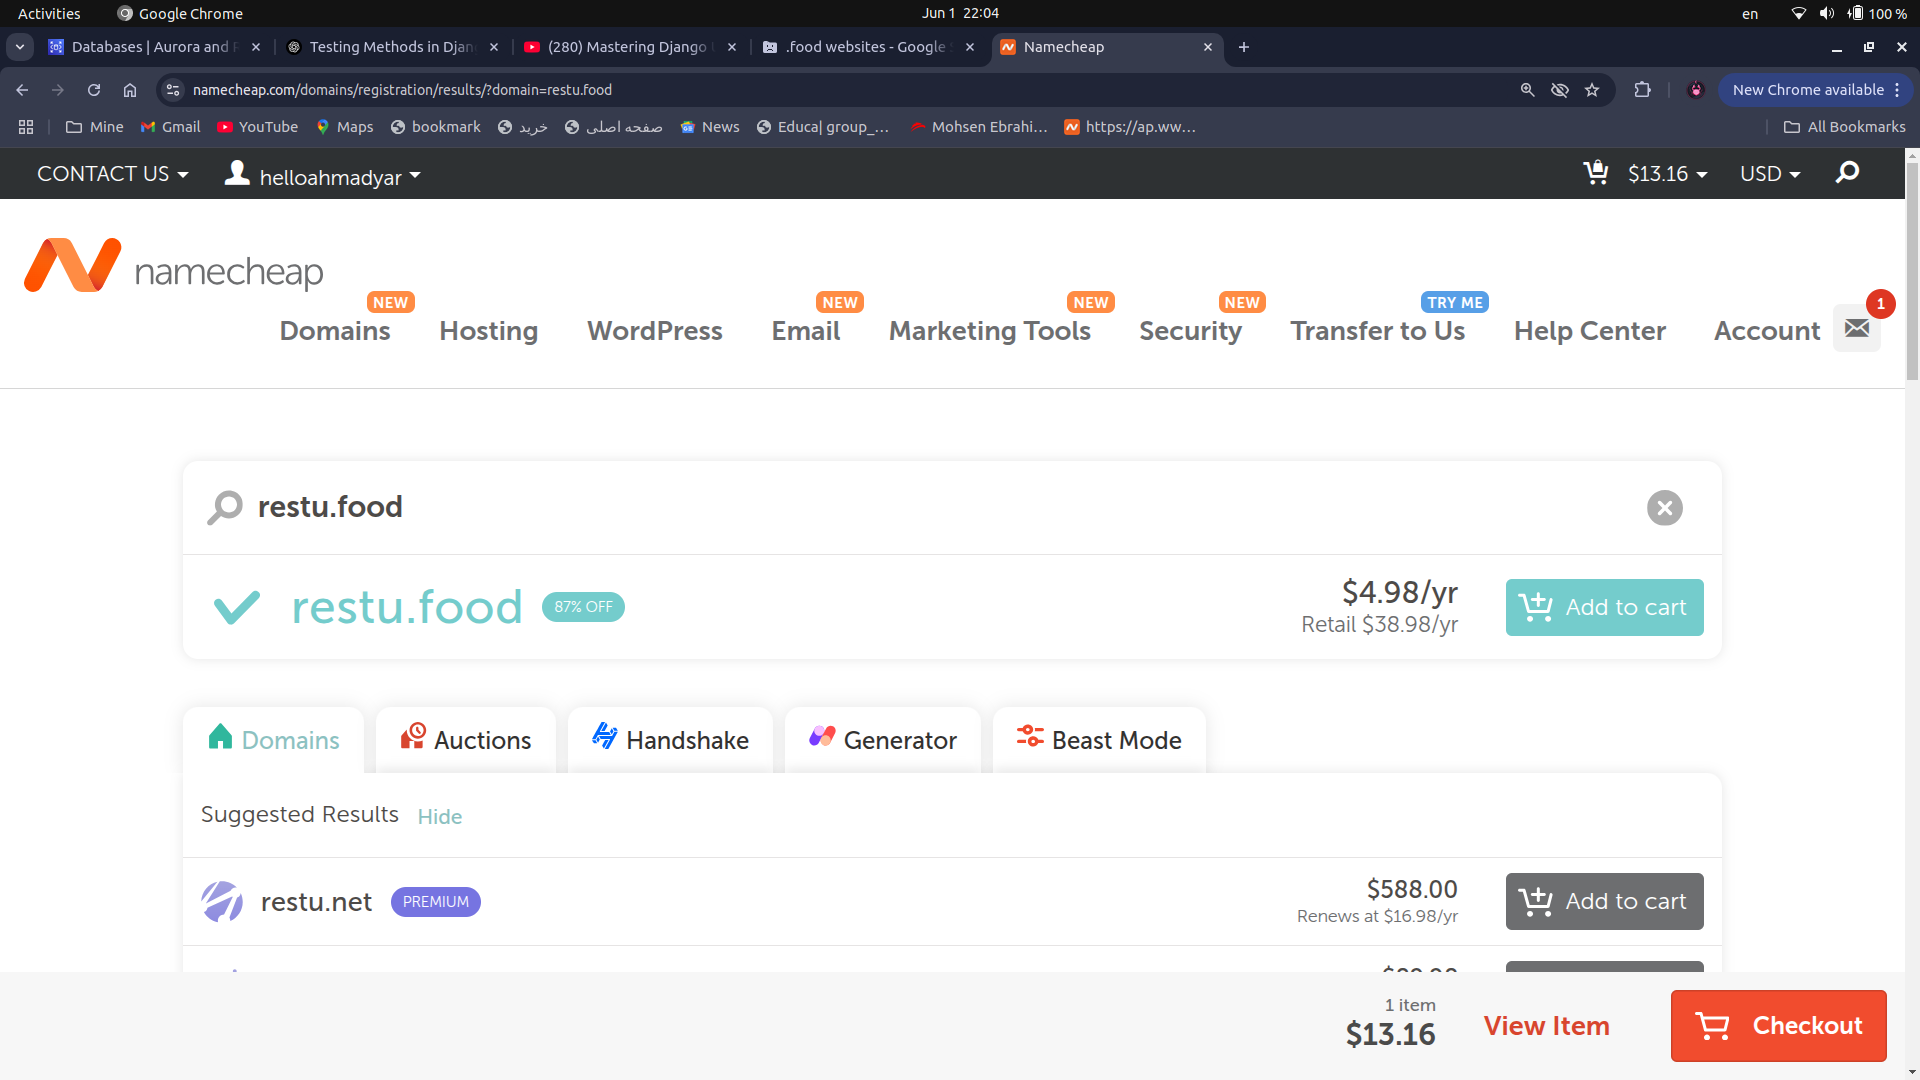 Activities
Google Chrome
Jun 1 22:04
en
100 %
Databases | Aurora and R
Testing Methods in Djan
(280) Mastering Django
.food websites - Google
Namecheap
namecheap.com/domains/registration/results/?domain=restu.food
New Chrome available
Mine
Gmail
YouTube
Maps
bookmark
خرید
صفحه اصلی
News
Educa| group_...
Mohsen Ebrahi...
https://ap.ww...
All Bookmarks
CONTACT US
helloahmadyar
$13.16
USD
namecheap
NEW
NEW
NEW
NEW
TRY ME
1
Domains
Hosting
WordPress
Email
Marketing Tools
Security
Transfer to Us
Help Center
Account
restu.food
restu.food
87% OFF
$4.98/yr
Retail $38.98/yr
Add to cart
Domains
Auctions
Handshake
Generator
Beast Mode
Suggested Results
Hide
restu.net
PREMIUM
$588.00
Renews at $16.98/yr
Add to cart
1 item
$13.16
View Item
Checkout